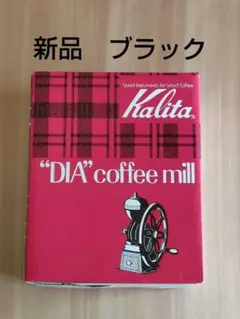 新品　ブラック
Good Instruments for Good Coffee
Kalita®
"DIA" coffee mill